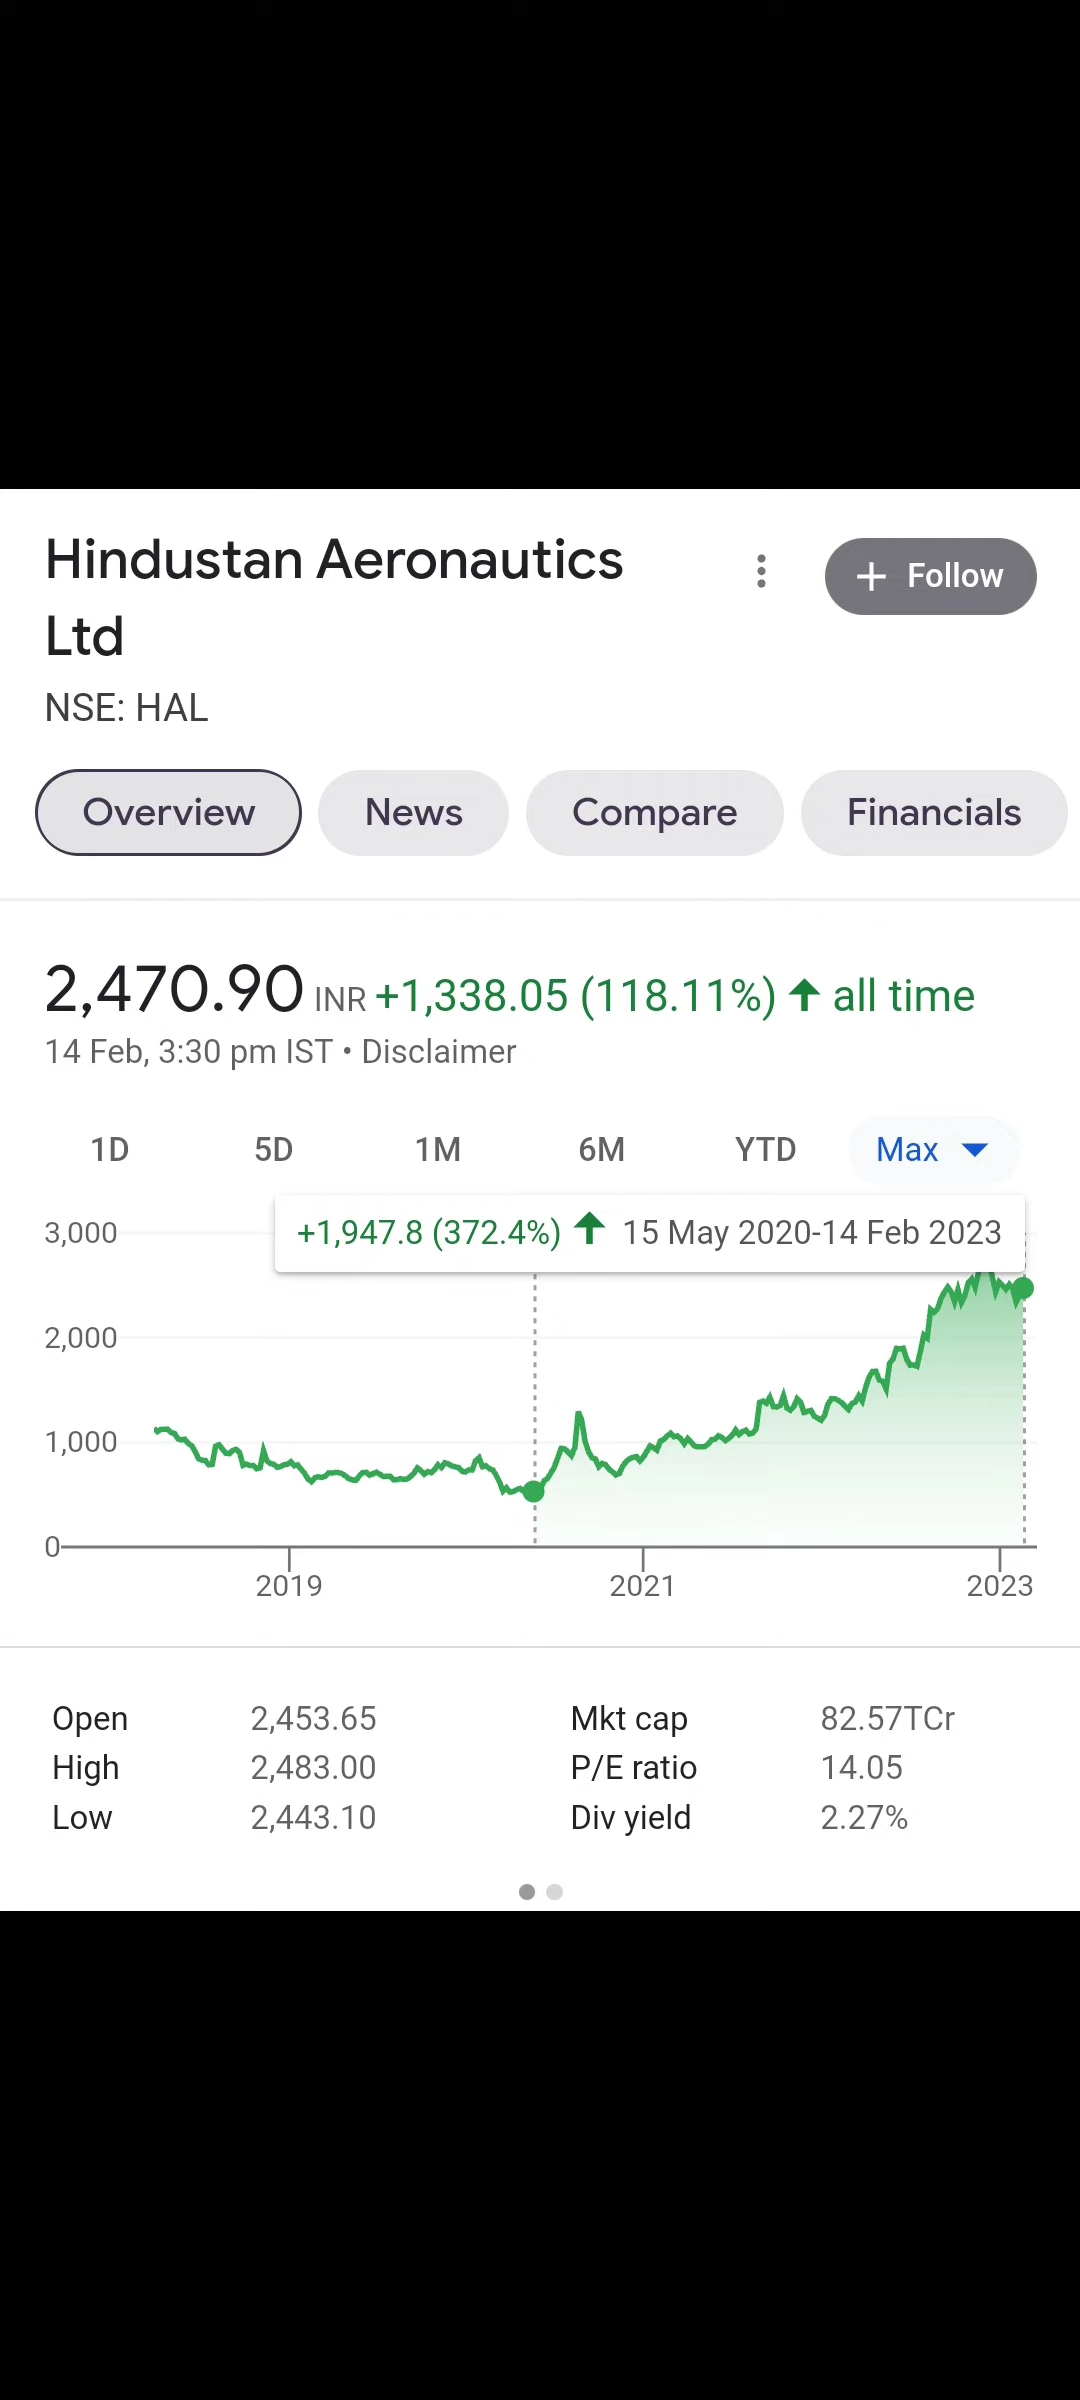 Hindustan Aeronautics
Ltd
+ Follow
NSE: HAL
Overview News Compare Financials
2,470.90 INR +1,338.05 (118.11%) ↑ all time
14 Feb, 3:30 pm IST • Disclaimer
1D 5D 1M 6M YTD Max
+1,947.8 (372.4%) ↑ 15 May 2020-14 Feb 2023
3,000
2,000
1,000
0
2019 2021 2023
Open 2,453.65 Mkt cap 82.57TCr
High 2,483.00 P/E ratio 14.05
Low 2,443.10 Div yield 2.27%